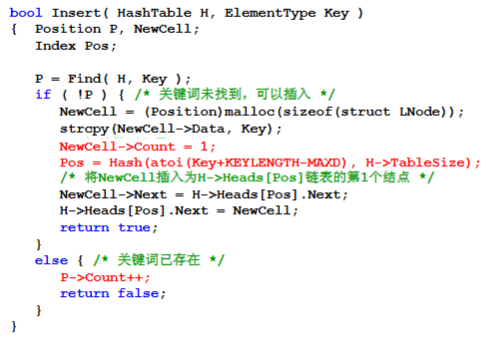 bool Insert( HashTable H, ElementType Key )
{ Position P, NewCell;
Index Pos;
P = Find( H, Key );
if ( !P ) { /* 关键词未找到，可以插入 */
NewCell = (Position)malloc(sizeof(struct LNode));
strcpy(NewCell->Data, Key);
NewCell->Count = 1;
Pos = Hash(atoi(Key+KEYLENGTH-MAXD), H->TableSize);
/* 将NewCell插入为H->Heads[Pos]链表的第1个结点 */
NewCell->Next = H->Heads[Pos].Next;
H->Heads[Pos].Next = NewCell;
return true;
}
else { /* 关键词已存在 */
P->Count++;
return false;
}
}